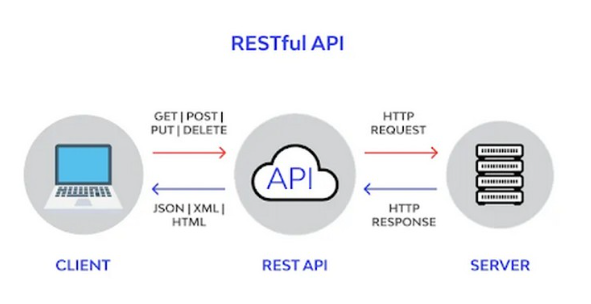 RESTful API
GET | POST |
PUT | DELETE
HTTP
REQUEST
API
JSON | XML |
HTML
HTTP
RESPONSE
CLIENT
REST API
SERVER